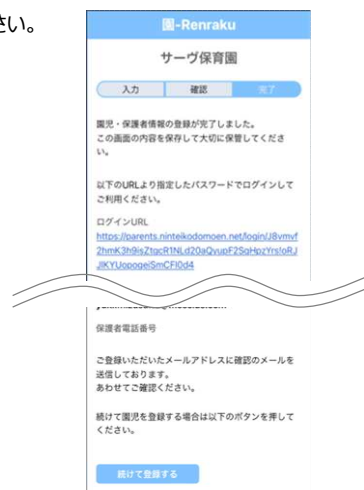 さい。
園-Renraku
サーヴ保育園
入力 確認 完了
園児・保護者情報の登録が完了しました。
この画面の内容を保存して大切に保管してくださ
い。
以下のURLより指定したパスワードでログインして
ご利用ください。
ログインURL
https://parents.ninteikodomoen.net/login/J8vmvf
保護者電話番号
ご登録いただいたメールアドレスに確認のメールを
送信しております。
あわせてご確認ください。
続けて園児を登録する場合は以下のボタンを押して
ください。
続けて登録する